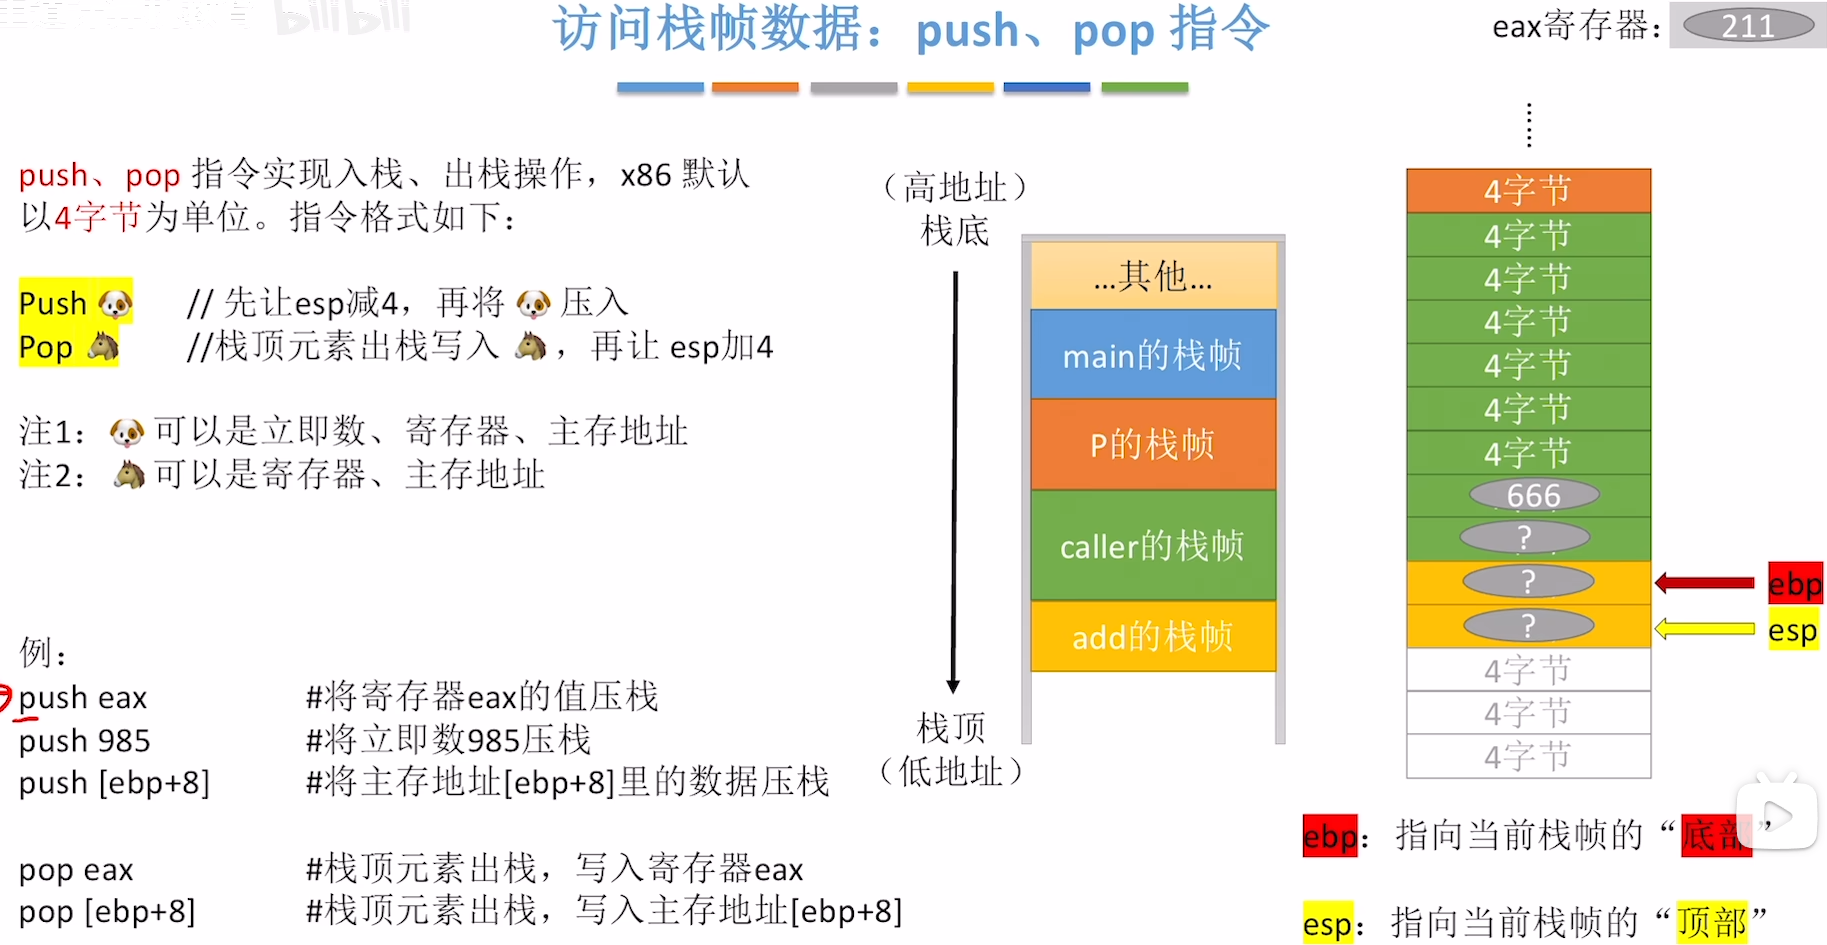 bilibili
访问栈帧数据：push、pop 指令
eax寄存器：
211
push、pop 指令实现入栈、出栈操作，x86 默认
以4字节为单位。指令格式如下：
Push 🐶 // 先让esp减4，再将 🐶 压入
Pop 🐴 //栈顶元素出栈写入 🐴 ，再让 esp加4
注1：🐶 可以是立即数、寄存器、主存地址
注2：🐴 可以是寄存器、主存地址
例：
push eax #将寄存器eax的值压栈
push 985 #将立即数985压栈
push [ebp+8] #将主存地址[ebp+8]里的数据压栈
pop eax #栈顶元素出栈，写入寄存器eax
pop [ebp+8] #栈顶元素出栈，写入主存地址[ebp+8]
（高地址）
栈底
栈顶
（低地址）
...其他...
main的栈帧
P的栈帧
caller的栈帧
add的栈帧
4字节
4字节
4字节
4字节
4字节
4字节
4字节
666
?
?
ebp
?
esp
4字节
4字节
4字节
ebp：指向当前栈帧的“底部”
esp：指向当前栈帧的“顶部”